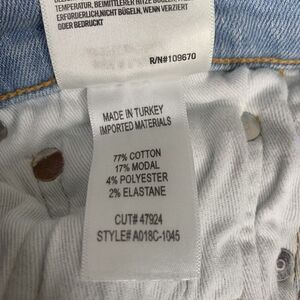 TEMPERATUR, BEIMITTLERER HITZE BÜGELN
ERFORDERLICH.NICHT BÜGELN, WENN VERZIERT
ODER BEDRUCKT
R/N#109670
MADE IN TURKEY
IMPORTED MATERIALS
77% COTTON
17% MODAL
4% POLYESTER
2% ELASTANE
CUT# 47924
STYLE# A018C-1045